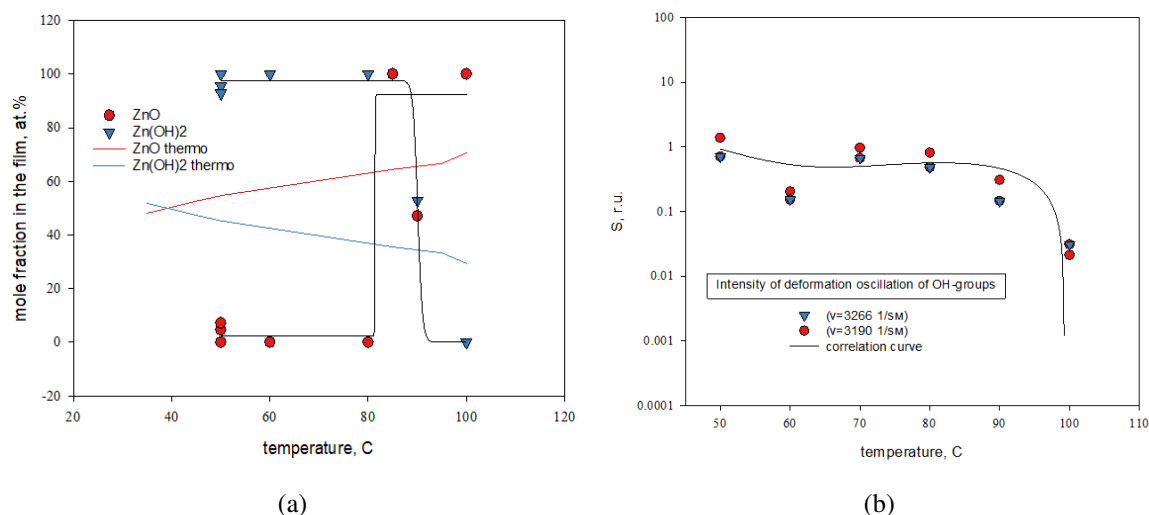 120
100
80
60
40
20
0
-20
mole fraction in the film, at.%
ZnO
Zn(OH)2
ZnO thermo
Zn(OH)2 thermo
20
40
60
80
100
120
temperature, C
(a)
100
10
1
0.1
0.01
0.001
0.0001
S, r.u.
Intensity of deformation oscillation of OH-groups
(v=3266 1/sм)
(v=3190 1/sм)
correlation curve
50
60
70
80
90
100
110
temperature, C
(b)